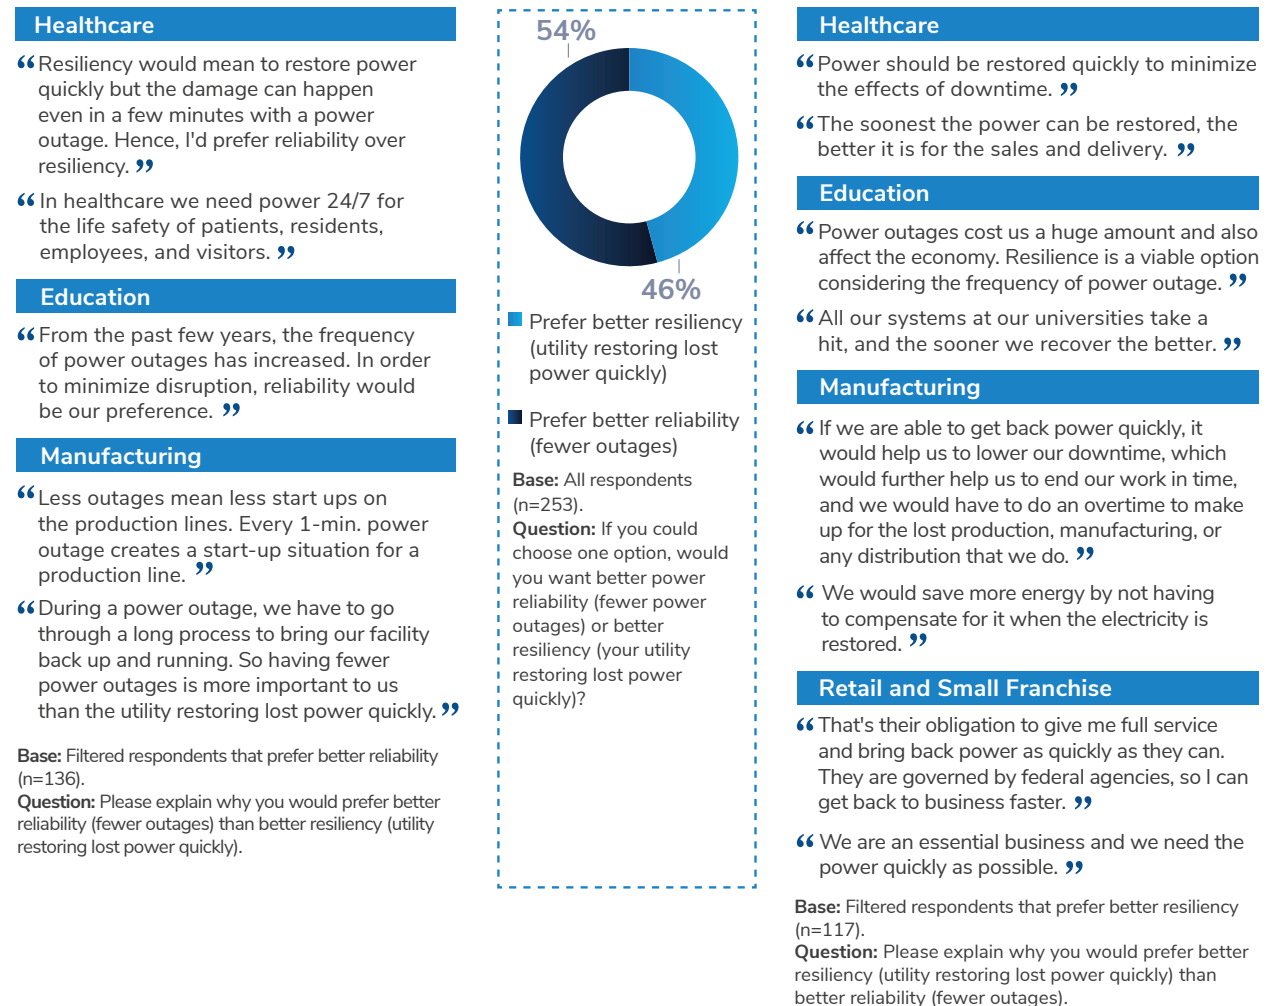 Healthcare
“ Resiliency would mean to restore power
quickly but the damage can happen
even in a few minutes with a power
outage. Hence, I'd prefer reliability over
resiliency. ”
“ In healthcare we need power 24/7 for
the life safety of patients, residents,
employees, and visitors. ”
Education
“ From the past few years, the frequency
of power outages has increased. In order
to minimize disruption, reliability would
be our preference. ”
Manufacturing
“ Less outages mean less start ups on
the production lines. Every 1-min. power
outage creates a start-up situation for a
production line. ”
“ During a power outage, we have to go
through a long process to bring our facility
back up and running. So having fewer
power outages is more important to us
than the utility restoring lost power quickly. ”
Base: Filtered respondents that prefer better reliability
(n=136).
Question: Please explain why you would prefer better
reliability (fewer outages) than better resiliency (utility
restoring lost power quickly).
54%
46%
Prefer better resiliency
(utility restoring lost
power quickly)
Prefer better reliability
(fewer outages)
Base: All respondents
(n=253).
Question: If you could
choose one option, would
you want better power
reliability (fewer power
outages) or better
resiliency (your utility
restoring lost power
quickly)?
Healthcare
“ Power should be restored quickly to minimize
the effects of downtime. ”
“ The soonest the power can be restored, the
better it is for the sales and delivery. ”
Education
“ Power outages cost us a huge amount and also
affect the economy. Resilience is a viable option
considering the frequency of power outage. ”
“ All our systems at our universities take a
hit, and the sooner we recover the better. ”
Manufacturing
“ If we are able to get back power quickly, it
would help us to lower our downtime, which
would further help us to end our work in time,
and we would have to do an overtime to make
up for the lost production, manufacturing, or
any distribution that we do. ”
“ We would save more energy by not having
to compensate for it when the electricity is
restored. ”
Retail and Small Franchise
“ That's their obligation to give me full service
and bring back power as quickly as they can.
They are governed by federal agencies, so I can
get back to business faster. ”
“ We are an essential business and we need the
power quickly as possible. ”
Base: Filtered respondents that prefer better resiliency
(n=117).
Question: Please explain why you would prefer better
resiliency (utility restoring lost power quickly) than
better reliability (fewer outages).